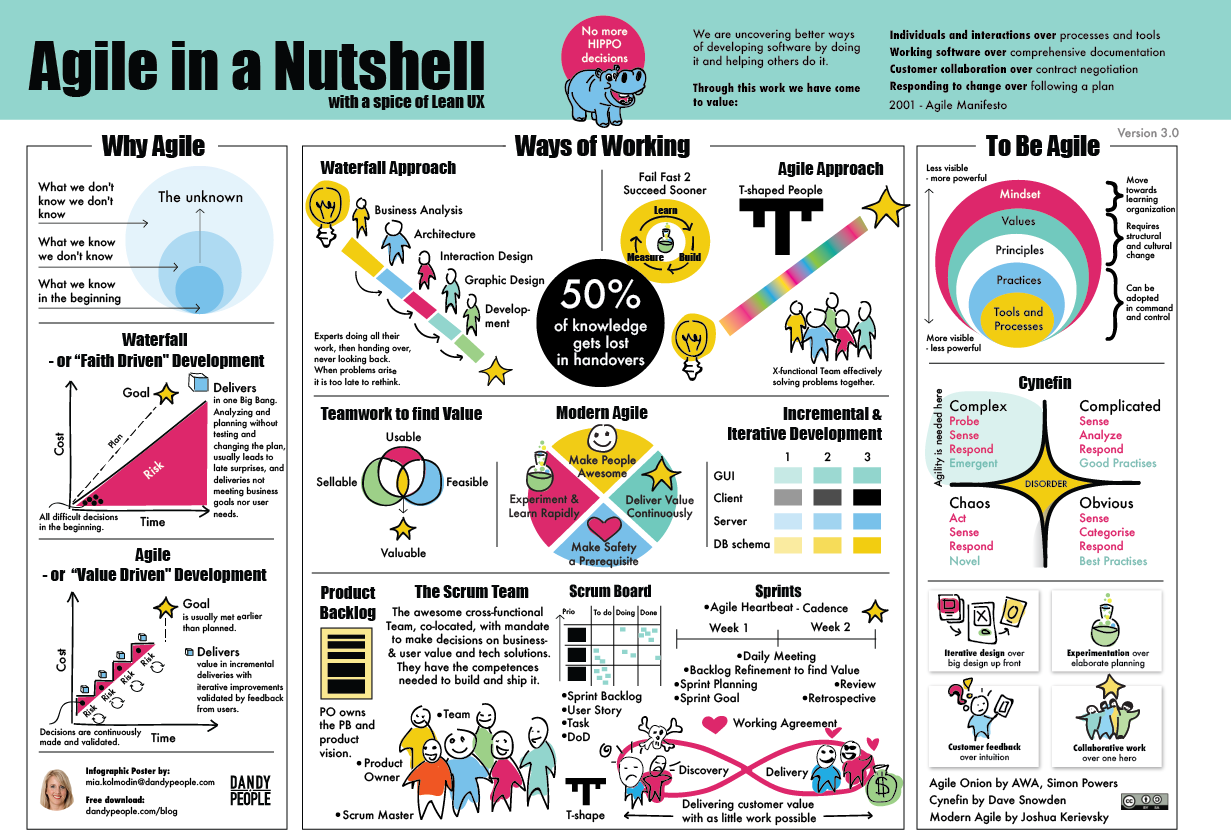 Agile in a Nutshell
with a spice of Lean UX
No more
HIPPO
decisions
We are uncovering better ways
of developing software by doing
it and helping others do it.
Through this work we have come
to value:
Individuals and interactions over processes and tools
Working software over comprehensive documentation
Customer collaboration over contract negotiation
Responding to change over following a plan
2001 - Agile Manifesto
Version 3.0
Why Agile
What we don't
know we don't
know
What we know
we don't know
What we know
in the beginning
The unknown
Waterfall
- or “Faith Driven" Development
Goal
Delivers
in one Big Bang.
Analyzing and
planning without
testing and
changing the plan,
usually leads to
late surprises, and
deliveries not
meeting business
goals nor user
needs.
Cost
Plan
Risk
All difficult decisions
in the beginning.
Time
Agile
- or “Value Driven" Development
Goal
is usually met earlier
than planned.
Delivers
value in incremental
deliveries with
iterative improvements
validated by feedback
from users.
Cost
Risk
Risk
Risk
Risk
Decisions are continuously
made and validated.
Time
Infographic Poster by:
mia.kolmodin@dandypeople.com
Free download:
dandypeople.com/blog
DANDY
PEOPLE
Ways of Working
Waterfall Approach
Business Analysis
Architecture
Interaction Design
Graphic Design
Develop-
ment
Experts doing all their
work, then handing over,
never looking back.
When problems arise
it is too late to rethink.
Fail Fast 2
Succeed Sooner
Learn
Measure
Build
50%
of knowledge
gets lost
in handovers
Agile Approach
T-shaped People
X-functional Team effectively
solving problems together.
Teamwork to find Value
Usable
Sellable
Feasible
Valuable
Modern Agile
Make People
Awesome
Experiment &
Learn Rapidly
Deliver Value
Continuously
Make Safety
a Prerequisite
Incremental &
Iterative Development
1 2 3
GUI
Client
Server
DB schema
Product
Backlog
PO owns
the PB and
product
vision.
The Scrum Team
The awesome cross-functional
Team, co-located, with mandate
to make decisions on business-
& user value and tech solutions.
They have the competences
needed to build and ship it.
•Team
•Product
Owner
•Scrum Master
Scrum Board
Prio
To do Doing Done
•Sprint Backlog
•User Story
•Task
•DoD
T-shape
Sprints
•Agile Heartbeat - Cadence
Week 1
Week 2
•Daily Meeting
•Backlog Refinement to find Value
•Sprint Planning
•Review
•Sprint Goal
•Retrospective
Working Agreement
Discovery
Delivery
$
Delivering customer value
with as little work possible
To Be Agile
Less visible
- more powerful
More visible
- less powerful
Mindset
Values
Principles
Practices
Tools and
Processes
Move
towards
learning
organization
Requires
structural
and cultural
change
Can be
adopted
in command
and control
Cynefin
Agility is needed here
Complex
Probe
Sense
Respond
Emergent
Complicated
Sense
Analyze
Respond
Good Practises
DISORDER
Chaos
Act
Sense
Respond
Novel
Obvious
Sense
Categorise
Respond
Best Practises
X
Iterative design over
big design up front
Experimentation over
elaborate planning
Customer feedback
over intuition
Collaborative work
over one hero
Agile Onion by AWA, Simon Powers
Cynefin by Dave Snowden
Modern Agile by Joshua Kerievsky
CC
BY SA